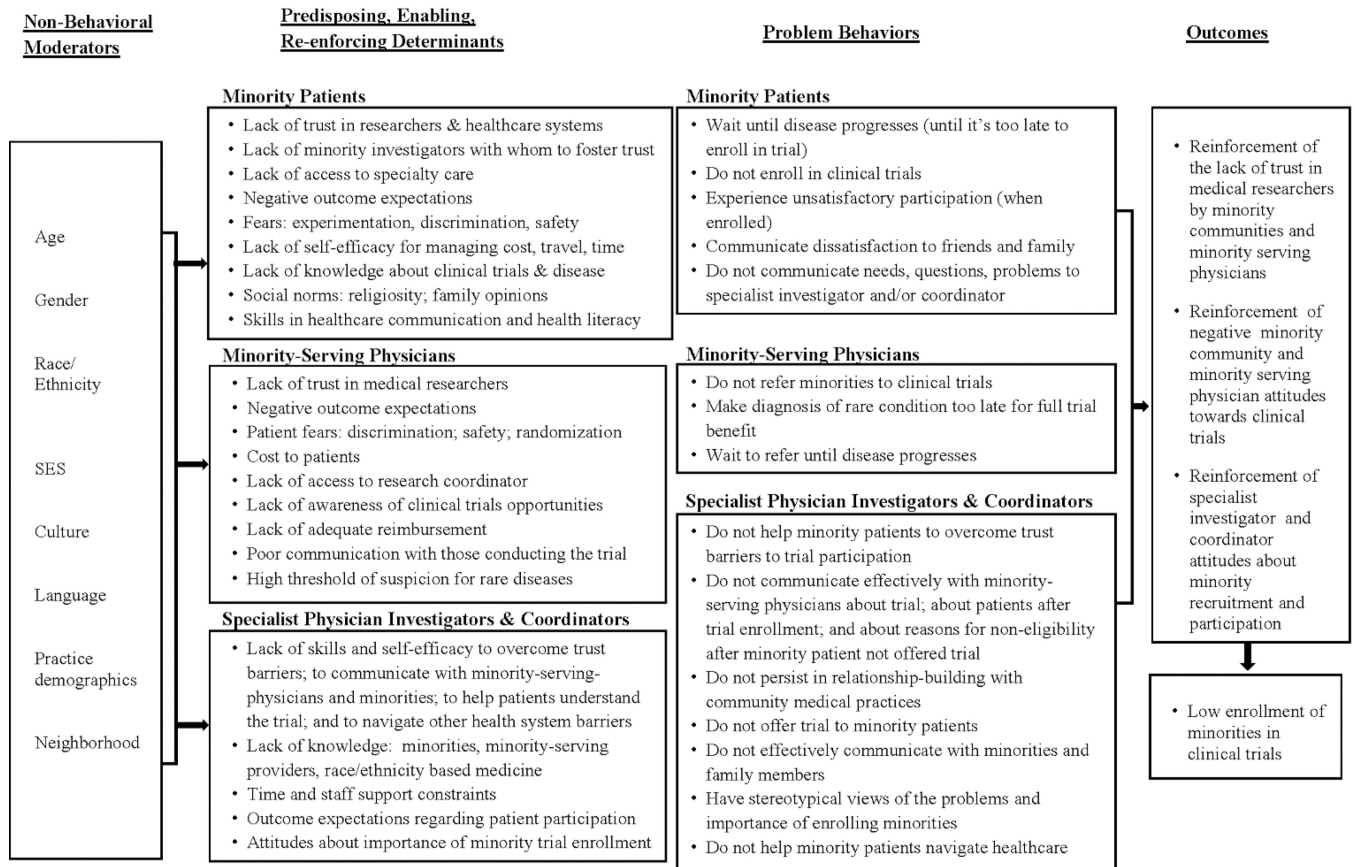 Non-Behavioral
Moderators
Predisposing, Enabling,
Re-enforcing Determinants
Problem Behaviors
Outcomes
Age
Gender
Race/
Ethnicity
SES
Culture
Language
Practice
demographics
Neighborhood
Minority Patients
• Lack of trust in researchers & healthcare systems
• Lack of minority investigators with whom to foster trust
• Lack of access to specialty care
• Negative outcome expectations
• Fears: experimentation, discrimination, safety
• Lack of self-efficacy for managing cost, travel, time
• Lack of knowledge about clinical trials & disease
• Social norms: religiosity; family opinions
• Skills in healthcare communication and health literacy
Minority-Serving Physicians
• Lack of trust in medical researchers
• Negative outcome expectations
• Patient fears: discrimination; safety; randomization
• Cost to patients
• Lack of access to research coordinator
• Lack of awareness of clinical trials opportunities
• Lack of adequate reimbursement
• Poor communication with those conducting the trial
• High threshold of suspicion for rare diseases
Specialist Physician Investigators & Coordinators
• Lack of skills and self-efficacy to overcome trust
barriers; to communicate with minority-serving-
physicians and minorities; to help patients understand
the trial; and to navigate other health system barriers
• Lack of knowledge: minorities, minority-serving
providers, race/ethnicity based medicine
• Time and staff support constraints
• Outcome expectations regarding patient participation
• Attitudes about importance of minority trial enrollment
Minority Patients
• Wait until disease progresses (until it's too late to
enroll in trial)
• Do not enroll in clinical trials
• Experience unsatisfactory participation (when
enrolled)
• Communicate dissatisfaction to friends and family
• Do not communicate needs, questions, problems to
specialist investigator and/or coordinator
Minority-Serving Physicians
• Do not refer minorities to clinical trials
• Make diagnosis of rare condition too late for full trial
benefit
• Wait to refer until disease progresses
Specialist Physician Investigators & Coordinators
• Do not help minority patients to overcome trust
barriers to trial participation
• Do not communicate effectively with minority-
serving physicians about trial; about patients after
trial enrollment; and about reasons for non-eligibility
after minority patient not offered trial
• Do not persist in relationship-building with
community medical practices
• Do not offer trial to minority patients
• Do not effectively communicate with minorities and
family members
• Have stereotypical views of the problems and
importance of enrolling minorities
• Do not help minority patients navigate healthcare
• Reinforcement of
the lack of trust in
medical researchers
by minority
communities and
minority serving
physicians
• Reinforcement of
negative minority
community and
minority serving
physician attitudes
towards clinical
trials
• Reinforcement of
specialist
investigator and
coordinator
attitudes about
minority
recruitment and
participation
• Low enrollment of
minorities in
clinical trials